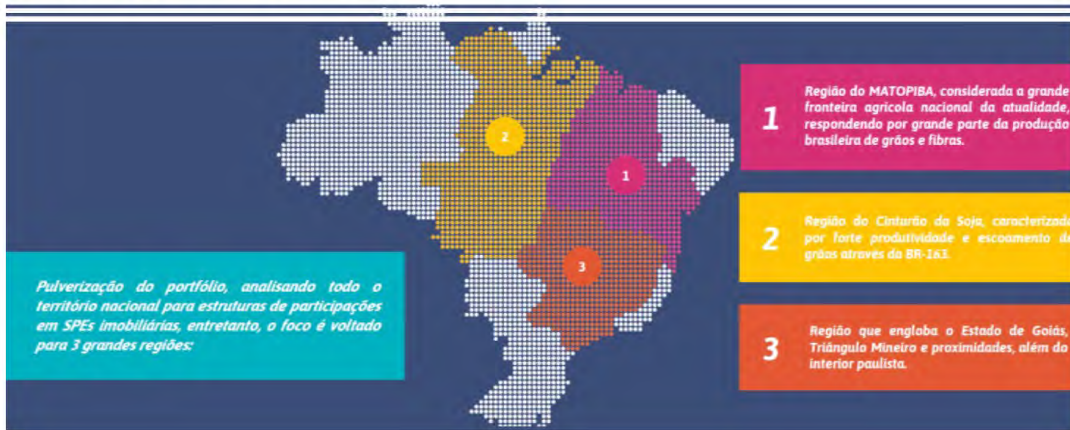 2
1
3
1
Região do MATOPIBA, considerada a grande
fronteira agrícola nacional da atualidade,
respondendo por grande parte da produção
brasileira de grãos e fibras.
2
Região do Cinturão da Soja, caracterizada
por forte produtividade e escoamento de
grãos através da BR-163.
Pulverização do portfólio, analisando todo o
território nacional para estruturas de participações
em SPEs imobiliárias, entretanto, o foco é voltado
para 3 grandes regiões:
3
Região que engloba o Estado de Goiás,
Triângulo Mineiro e proximidades, além do
interior paulista.